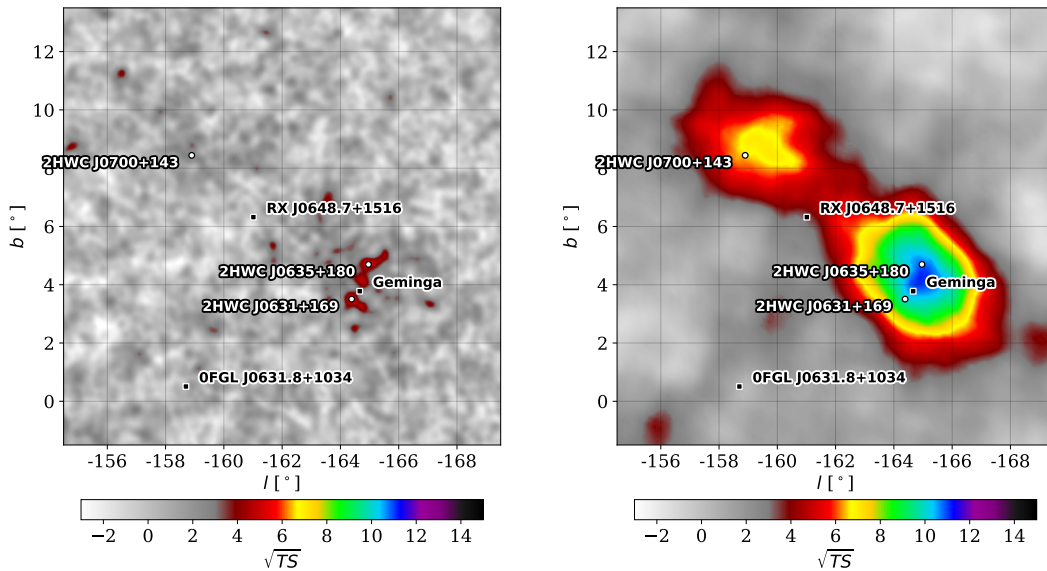 12
10
8
6
4
2
0
b [°]
2HWC J0700+143
RX J0648.7+1516
2HWC J0635+180
Geminga
2HWC J0631+169
0FGL J0631.8+1034
-156 -158 -160 -162 -164 -166 -168
l [°]
−2 0 2 4 6 8 10 12 14
√TS
12
10
8
6
4
2
0
b [°]
2HWC J0700+143
RX J0648.7+1516
2HWC J0635+180
Geminga
2HWC J0631+169
0FGL J0631.8+1034
-156 -158 -160 -162 -164 -166 -168
l [°]
−2 0 2 4 6 8 10 12 14
√TS